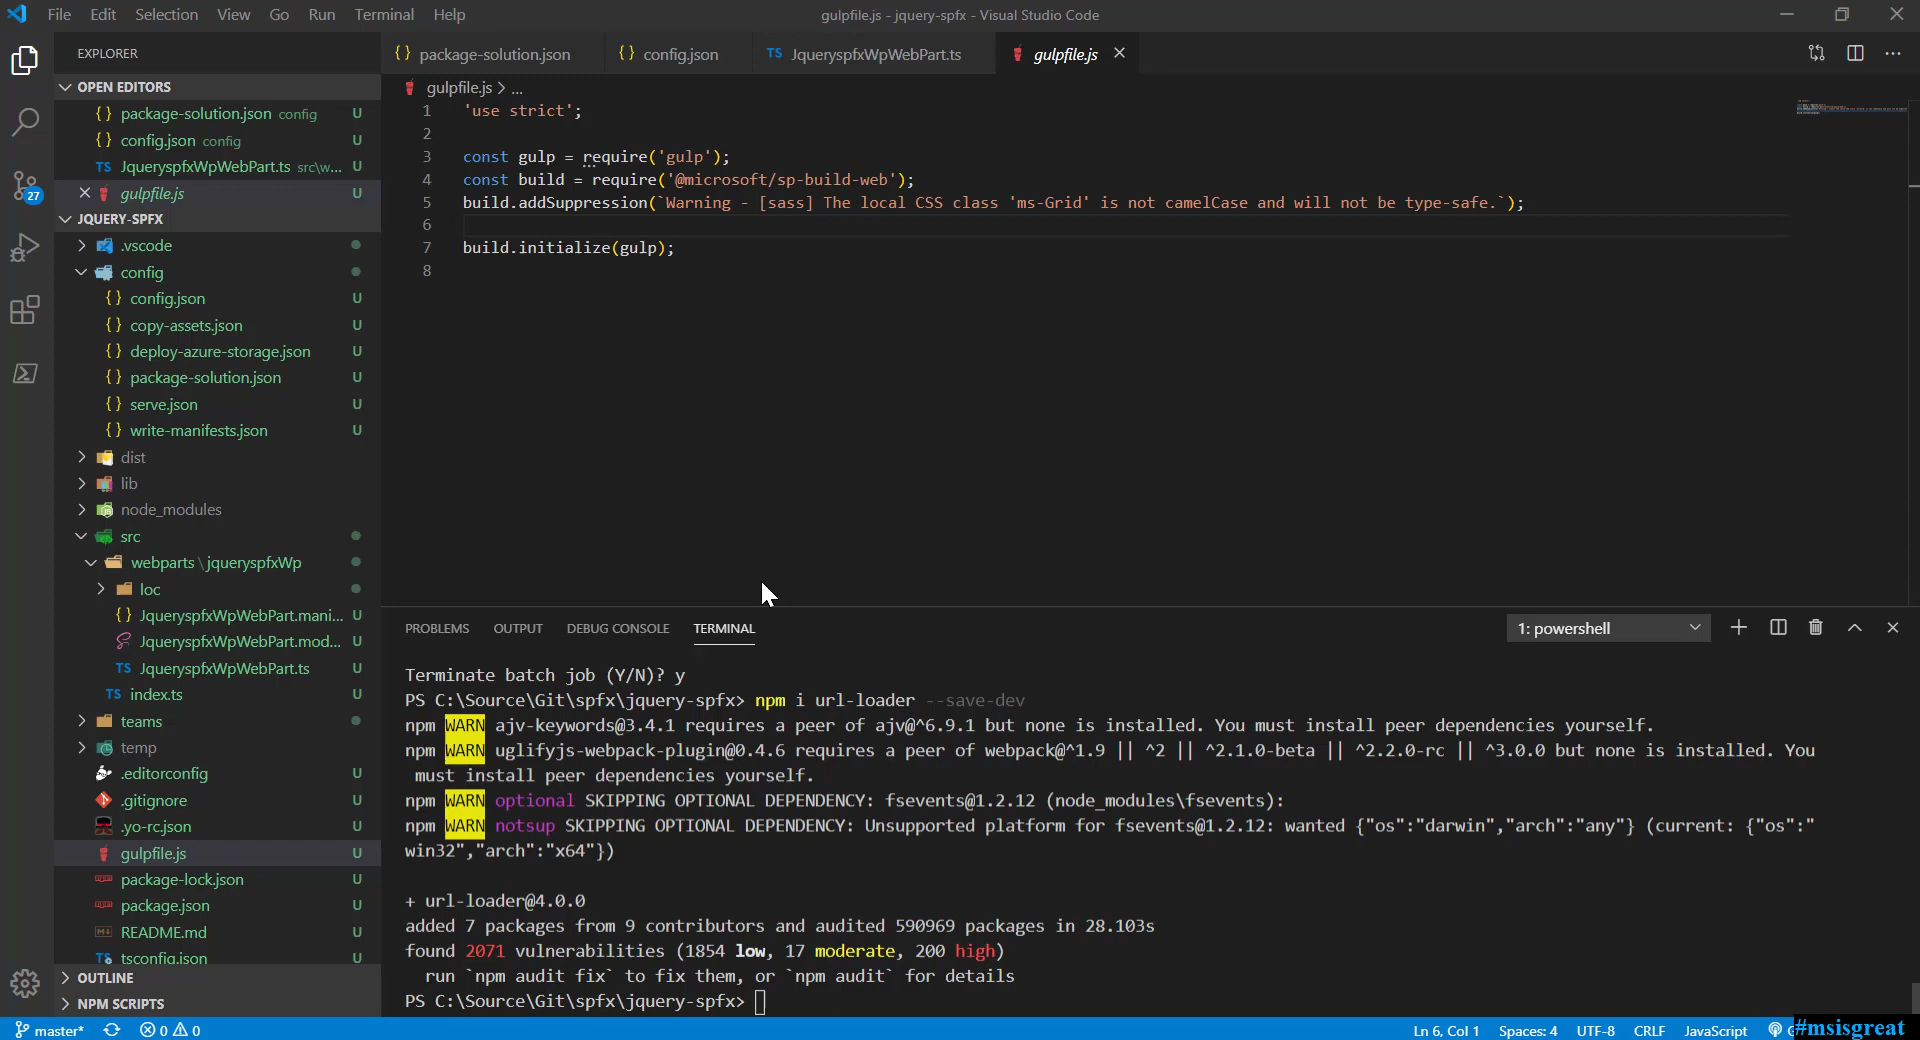 File Edit Selection View Go Run Terminal Help
gulpfile.js - jquery-spfx - Visual Studio Code
EXPLORER
OPEN EDITORS
{} package-solution.json config U
{} config.json config U
TS JqueryspfxWpWebPart.ts src\w... U
gulpfile.js U
JQUERY-SPFX
.vscode
config
{} config.json U
{} copy-assets.json U
{} deploy-azure-storage.json U
{} package-solution.json U
{} serve.json U
{} write-manifests.json U
dist
lib
node_modules
src
webparts\jqueryspfxWp
loc
{} JqueryspfxWpWebPart.mani... U
JqueryspfxWpWebPart.mod... U
TS JqueryspfxWpWebPart.ts U
TS index.ts U
teams
temp
.editorconfig U
.gitignore U
.yo-rc.json U
gulpfile.js U
package-lock.json U
package.json U
README.md U
tsconfig.json U
OUTLINE
NPM SCRIPTS
{} package-solution.json {} config.json TS JqueryspfxWpWebPart.ts gulpfile.js
gulpfile.js > ...
1 'use strict';
2
3 const gulp = require('gulp');
4 const build = require('@microsoft/sp-build-web');
5 build.addSuppression(`Warning - [sass] The local CSS class 'ms-Grid' is not camelCase and will not be type-safe.`);
6
7 build.initialize(gulp);
8
PROBLEMS OUTPUT DEBUG CONSOLE TERMINAL 1: powershell
Terminate batch job (Y/N)? y
PS C:\Source\Git\spfx\jquery-spfx> npm i url-loader --save-dev
npm WARN ajv-keywords@3.4.1 requires a peer of ajv@^6.9.1 but none is installed. You must install peer dependencies yourself.
npm WARN uglifyjs-webpack-plugin@0.4.6 requires a peer of webpack@^1.9 || ^2 || ^2.1.0-beta || ^2.2.0-rc || ^3.0.0 but none is installed. You
must install peer dependencies yourself.
npm WARN optional SKIPPING OPTIONAL DEPENDENCY: fsevents@1.2.12 (node_modules\fsevents):
npm WARN notsup SKIPPING OPTIONAL DEPENDENCY: Unsupported platform for fsevents@1.2.12: wanted {"os":"darwin","arch":"any"} (current: {"os":"
win32","arch":"x64"})
+ url-loader@4.0.0
added 7 packages from 9 contributors and audited 590969 packages in 28.103s
found 2071 vulnerabilities (1854 low, 17 moderate, 200 high)
run `npm audit fix` to fix them, or `npm audit` for details
PS C:\Source\Git\spfx\jquery-spfx>
27
master* 0 0
Ln 6, Col 1 Spaces: 4 UTF-8 CRLF JavaScript
#msisgreat